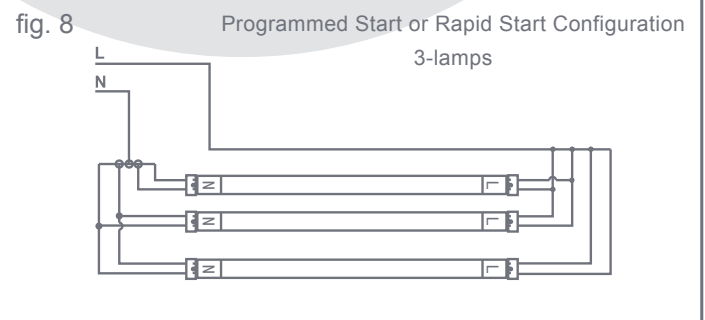 fig. 8
Programmed Start or Rapid Start Configuration
3-lamps
L
N
N L
N L
N L